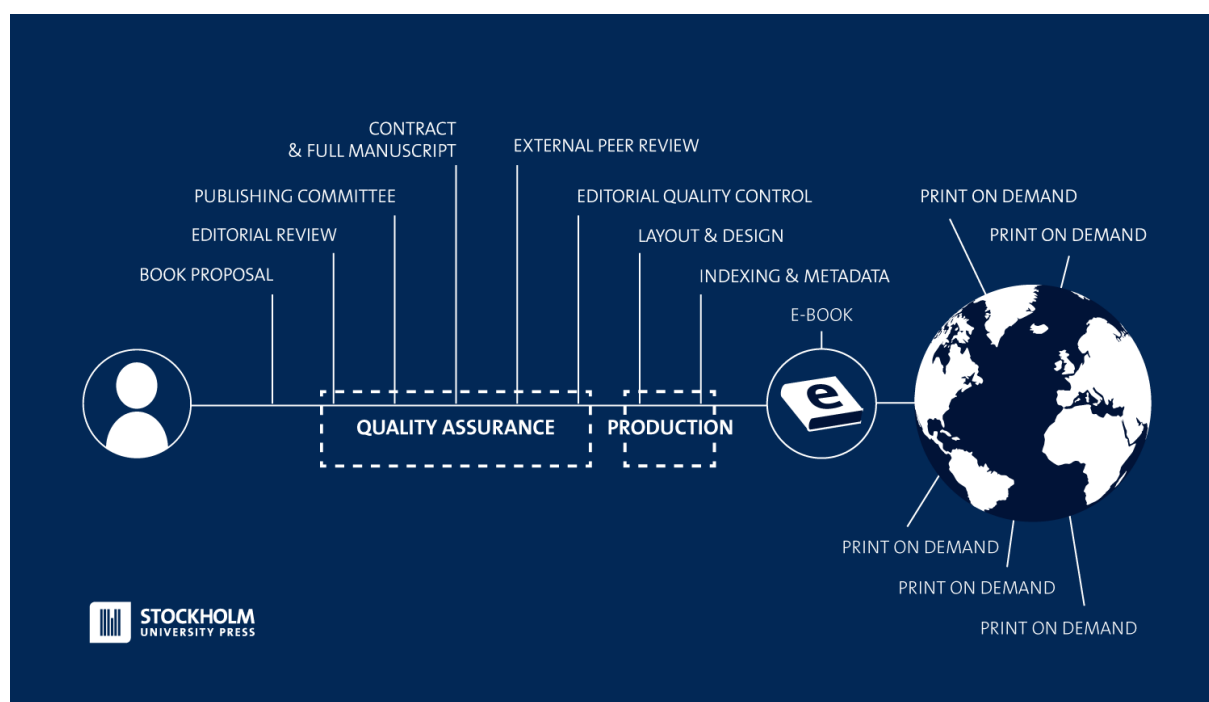 CONTRACT
& FULL MANUSCRIPT
EXTERNAL PEER REVIEW
PUBLISHING COMMITTEE
EDITORIAL QUALITY CONTROL
PRINT ON DEMAND
EDITORIAL REVIEW
LAYOUT & DESIGN
PRINT ON DEMAND
BOOK PROPOSAL
INDEXING & METADATA
E-BOOK
e
QUALITY ASSURANCE
PRODUCTION
PRINT ON DEMAND
PRINT ON DEMAND
PRINT ON DEMAND
STOCKHOLM
UNIVERSITY PRESS